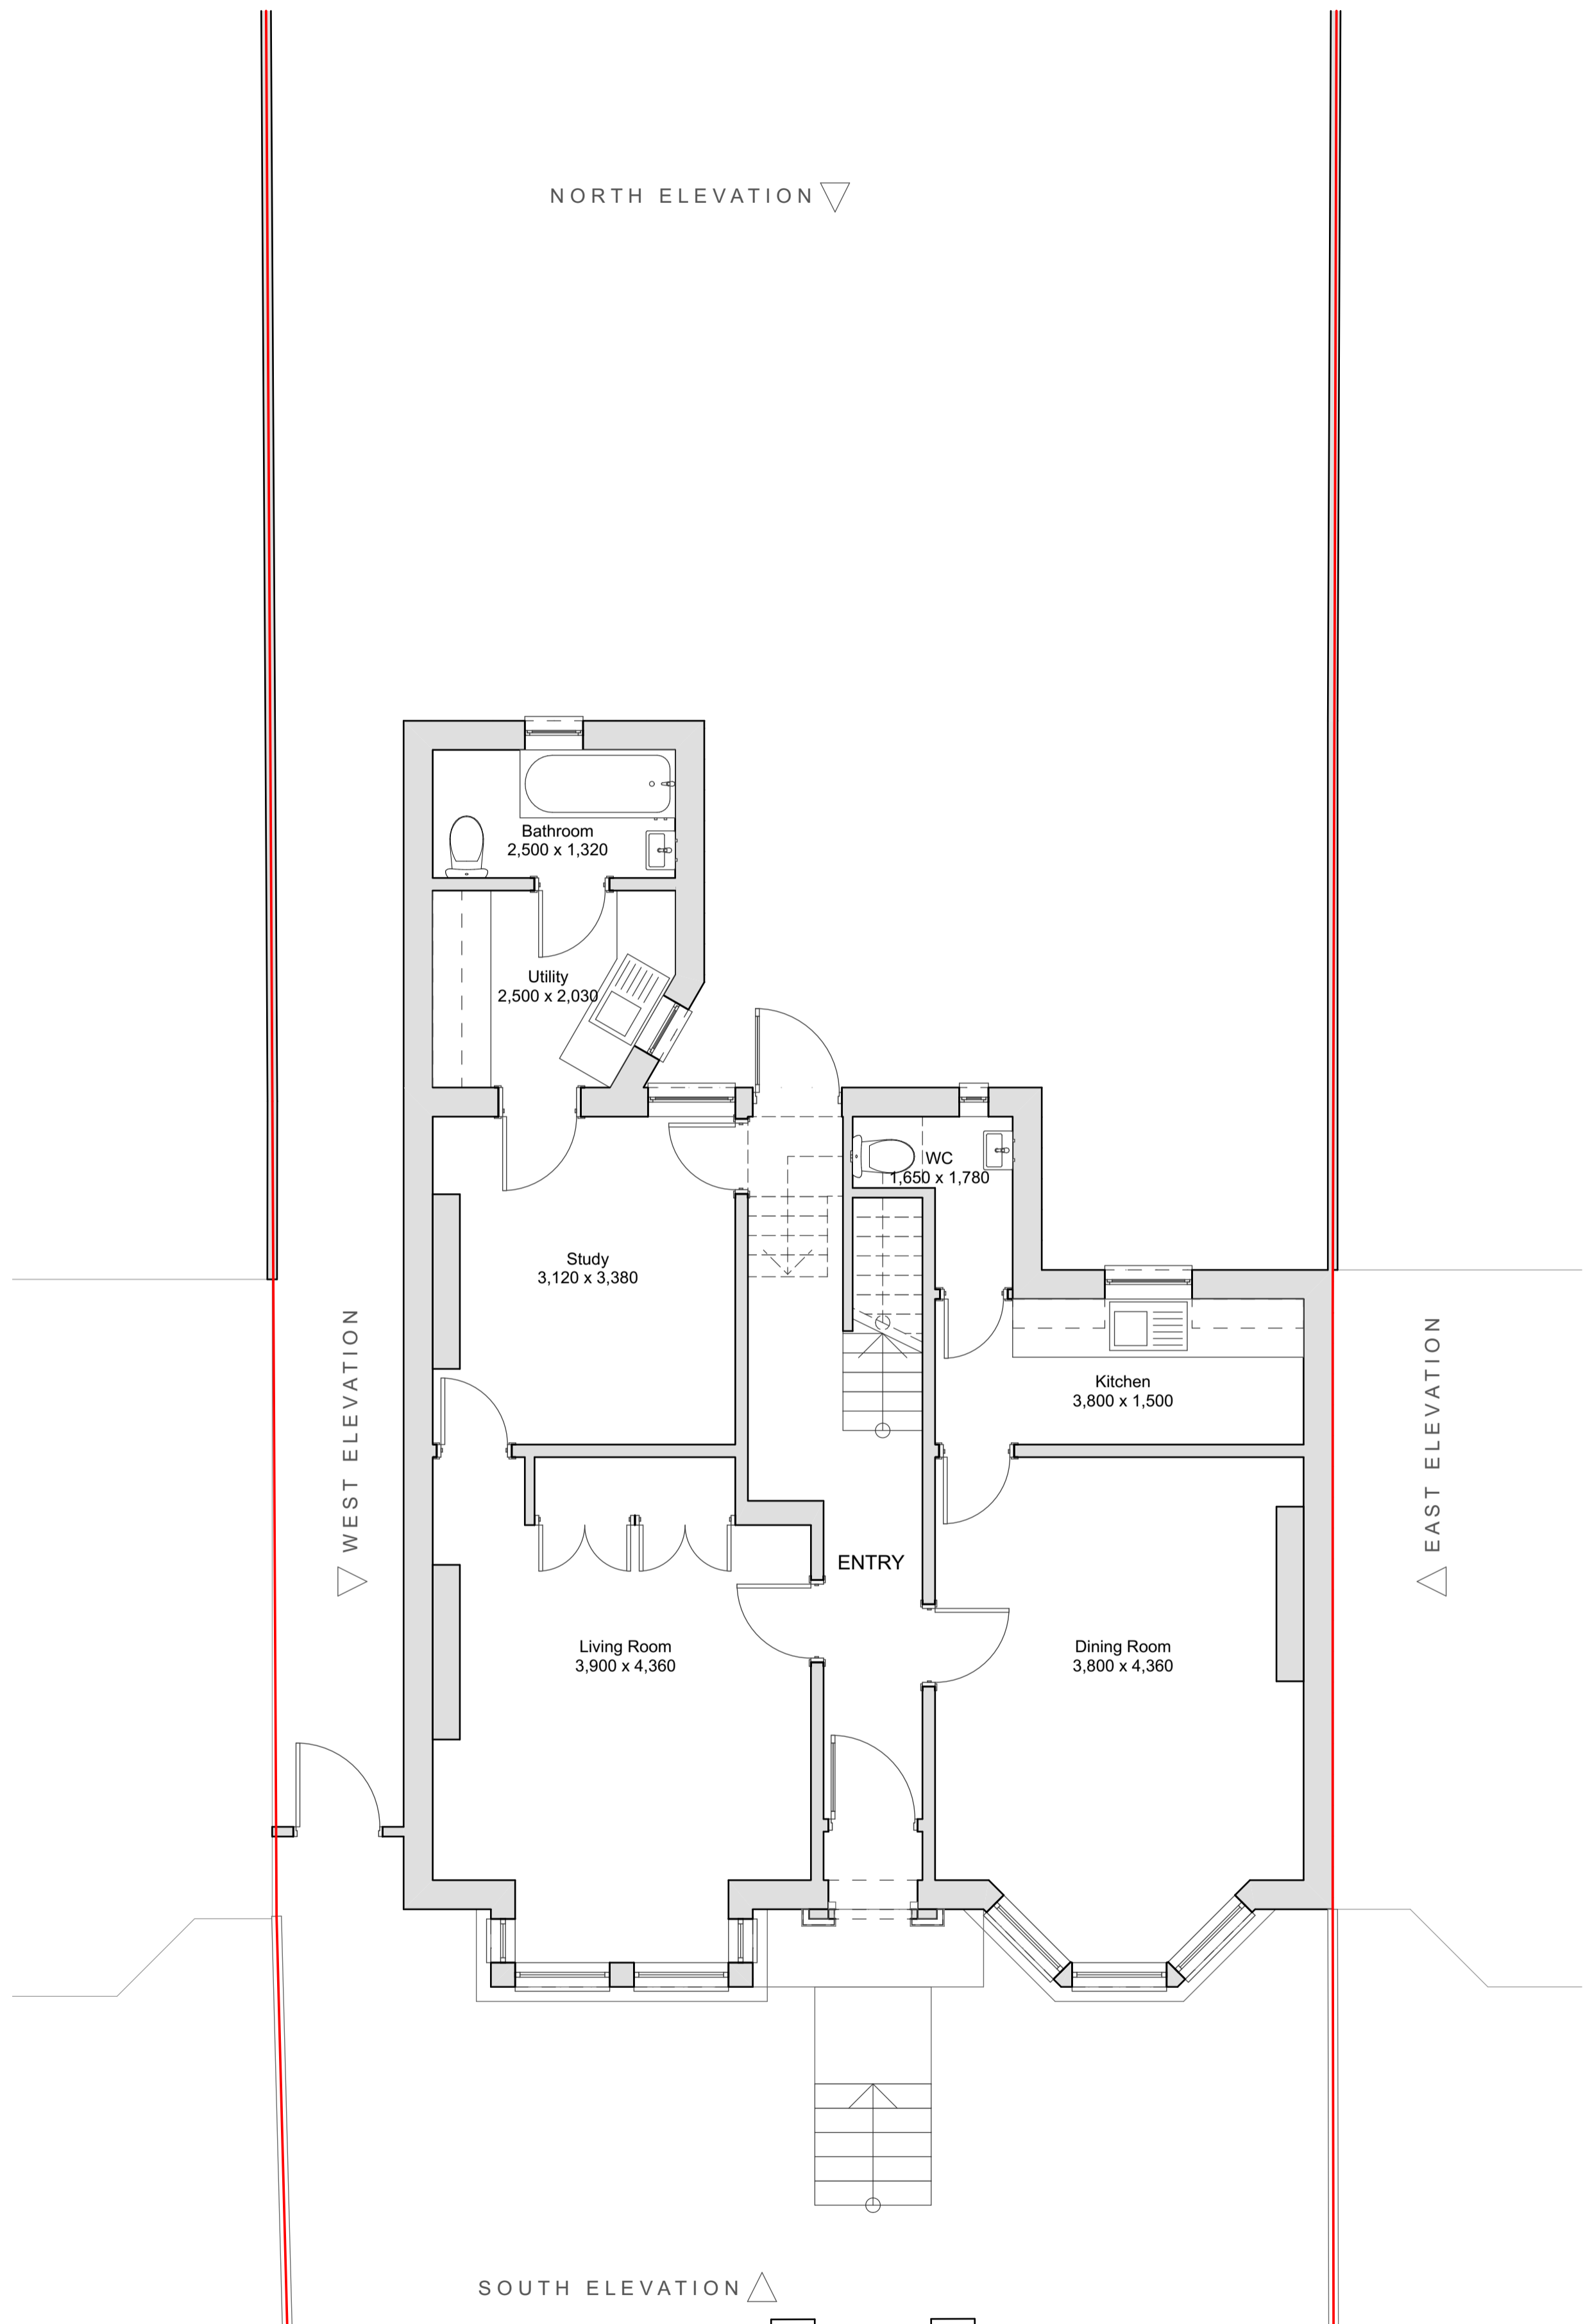 NORTH ELEVATION
Bathroom
2,500 x 1,320
Utility
2,500 x 2,030
WC
1,650 x 1,780
Study
3,120 x 3,380
WEST ELEVATION
EAST ELEVATION
Kitchen
3,800 x 1,500
ENTRY
Living Room
3,900 x 4,360
Dining Room
3,800 x 4,360
SOUTH ELEVATION